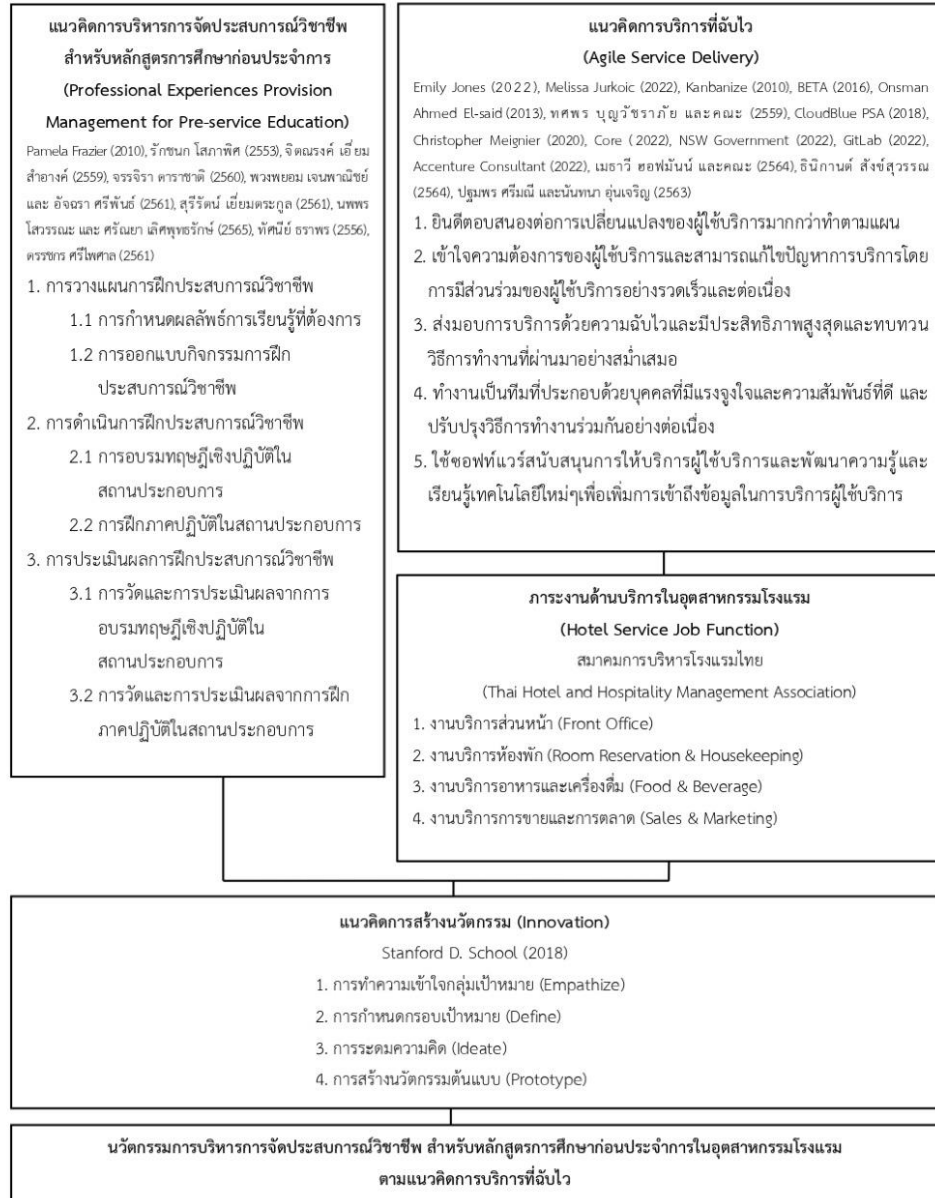 แนวคิดการบริหารการจัดประสบการณ์วิชาชีพ
สำหรับหลักสูตรการศึกษาก่อนประจำการ
(Professional Experiences Provision
Management for Pre-service Education)
Pamela Frazier (2010), รักชนก โสภาพิศ (2553), จิตณรงค์ เอี่ยม
สำอางค์ (2559), จรรจิรา ดาราชาติ (2560), พวงพยอม เจนพาณิชย์
และ อัจฉรา ศรีพันธ์ (2561), สุรีรัตน์ เยี่ยมตระกูล (2561), นพพร
โสวรรณะ และ ศรัณยา เลิศพุทธรักษ์ (2565), ทัศนีย์ ธราพร (2556),
ตรรชกร ศรีไพศาล (2561)
1. การวางแผนการฝึกประสบการณ์วิชาชีพ
1.1 การกำหนดผลลัพธ์การเรียนรู้ที่ต้องการ
1.2 การออกแบบกิจกรรมการฝึก
ประสบการณ์วิชาชีพ
2. การดำเนินการฝึกประสบการณ์วิชาชีพ
2.1 การอบรมทฤษฎีเชิงปฏิบัติใน
สถานประกอบการ
2.2 การฝึกภาคปฏิบัติในสถานประกอบการ
3. การประเมินผลการฝึกประสบการณ์วิชาชีพ
3.1 การวัดและการประเมินผลจากการ
อบรมทฤษฎีเชิงปฏิบัติใน
สถานประกอบการ
3.2 การวัดและการประเมินผลจากการฝึก
ภาคปฏิบัติในสถานประกอบการ
แนวคิดการบริการที่ฉับไว
(Agile Service Delivery)
Emily Jones (2022), Melissa Jurkoic (2022), Kanbanize (2010), BETA (2016), Onsman
Ahmed El-said (2013), ทศพร บุญวัชราภัย และคณะ (2559), CloudBlue PSA (2018),
Christopher Meignier (2020), Core (2022), NSW Government (2022), GitLab (2022),
Accenture Consultant (2022), เมธาวี ฮอฟมันน์ และคณะ (2564), ธินิกานต์ สังข์สุวรรณ
(2564), ปฐมพร ศรีมณี และนันทนา อุ่นเจริญ (2563)
1. ยินดีตอบสนองต่อการเปลี่ยนแปลงของผู้ใช้บริการมากกว่าทำตามแผน
2. เข้าใจความต้องการของผู้ใช้บริการและสามารถแก้ไขปัญหาการบริการโดย
การมีส่วนร่วมของผู้ใช้บริการอย่างรวดเร็วและต่อเนื่อง
3. ส่งมอบการบริการด้วยความฉับไวและมีประสิทธิภาพสูงสุดและทบทวน
วิธีการทำงานที่ผ่านมาอย่างสม่ำเสมอ
4. ทำงานเป็นทีมที่ประกอบด้วยบุคคลที่มีแรงจูงใจและความสัมพันธ์ที่ดี และ
ปรับปรุงวิธีการทำงานร่วมกันอย่างต่อเนื่อง
5. ใช้ซอฟท์แวร์สนับสนุนการให้บริการผู้ใช้บริการและพัฒนาความรู้และ
เรียนรู้เทคโนโลยีใหม่ๆเพื่อเพิ่มการเข้าถึงข้อมูลในการบริการผู้ใช้บริการ
ภาระงานด้านบริการในอุตสาหกรรมโรงแรม
(Hotel Service Job Function)
สมาคมการบริหารโรงแรมไทย
(Thai Hotel and Hospitality Management Association)
1. งานบริการส่วนหน้า (Front Office)
2. งานบริการห้องพัก (Room Reservation & Housekeeping)
3. งานบริการอาหารและเครื่องดื่ม (Food & Beverage)
4. งานบริการการขายและการตลาด (Sales & Marketing)
แนวคิดการสร้างนวัตกรรม (Innovation)
Stanford D. School (2018)
1. การทำความเข้าใจกลุ่มเป้าหมาย (Empathize)
2. การกำหนดกรอบเป้าหมาย (Define)
3. การระดมความคิด (Ideate)
4. การสร้างนวัตกรรมต้นแบบ (Prototype)
นวัตกรรมการบริหารการจัดประสบการณ์วิชาชีพ สำหรับหลักสูตรการศึกษาก่อนประจำการในอุตสาหกรรมโรงแรม
ตามแนวคิดการบริการที่ฉับไว